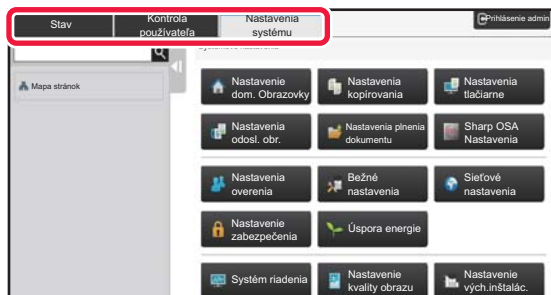 Stav
Kontrola
používateľa
Nastavenia
systému
Prihlásenie admin
Mapa stránok
Nastavenie
dom. Obrazovky
Nastavenia
kopírovania
Nastavenia
tlačiarne
Nastavenia
odosl. obr.
Nastavenia plnenia
dokumentu
Sharp OSA
Nastavenia
Nastavenia
overenia
Bežné
nastavenia
Sieťové
nastavenia
Nastavenie
zabezpečenia
Úspora energie
Systém riadenia
Nastavenie
kvality obrazu
Nastavenie
vých.inštalác.